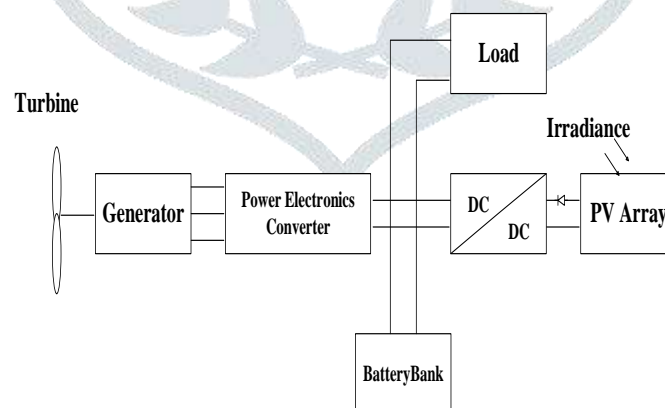 Load
Turbine
Irradiance
Generator
Power Electronics
Converter
DC
DC
PV Array
BatteryBank